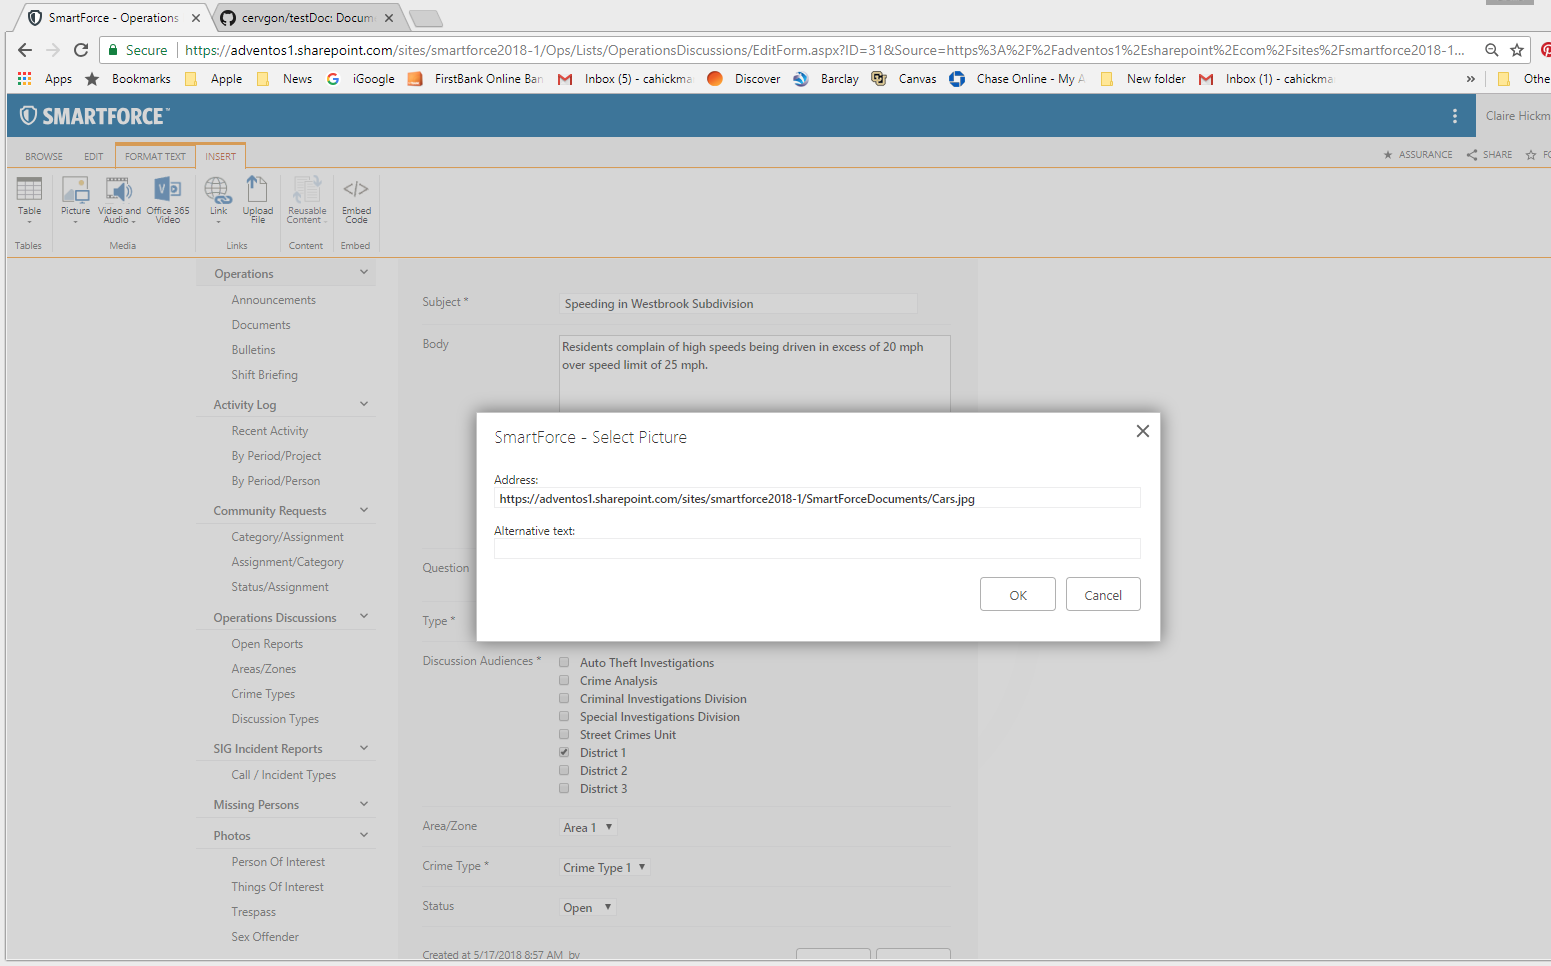 SmartForce - Operations
cervgon/testDoc: Docum
Secure
https://adventos1.sharepoint.com/sites/smartforce2018-1/Ops/Lists/OperationsDiscussions/EditForm.aspx?ID=31&Source=https%3A%2F%2Fadventos1%2Esharepoint%2Ecom%2Fsites%2Fsmartforce2018-1...
Apps Bookmarks Apple News iGoogle FirstBank Online Ban Inbox (5) - cahickma Discover Barclay Canvas Chase Online - My A New folder Inbox (1) - cahickma » Othe
SMARTFORCE™
Claire Hickm
BROWSE EDIT FORMAT TEXT INSERT
ASSURANCE SHARE FO
Table Picture Video and Audio Office 365 Video Link Upload File Reusable Content </> Embed Code
Tables Media Links Content Embed
Operations
Announcements
Documents
Bulletins
Shift Briefing
Activity Log
Recent Activity
By Period/Project
By Period/Person
Community Requests
Category/Assignment
Assignment/Category
Status/Assignment
Operations Discussions
Open Reports
Areas/Zones
Crime Types
Discussion Types
SIG Incident Reports
Call / Incident Types
Missing Persons
Photos
Person Of Interest
Things Of Interest
Trespass
Sex Offender
Subject * Speeding in Westbrook Subdivision
Body
Residents complain of high speeds being driven in excess of 20 mph
over speed limit of 25 mph.
SmartForce - Select Picture
Address:
https://adventos1.sharepoint.com/sites/smartforce2018-1/SmartForceDocuments/Cars.jpg
Alternative text:
OK Cancel
Question
Type *
Discussion Audiences *
Auto Theft Investigations
Crime Analysis
Criminal Investigations Division
Special Investigations Division
Street Crimes Unit
District 1
District 2
District 3
Area/Zone Area 1
Crime Type * Crime Type 1
Status Open
Created at 5/17/2018 8:57 AM by